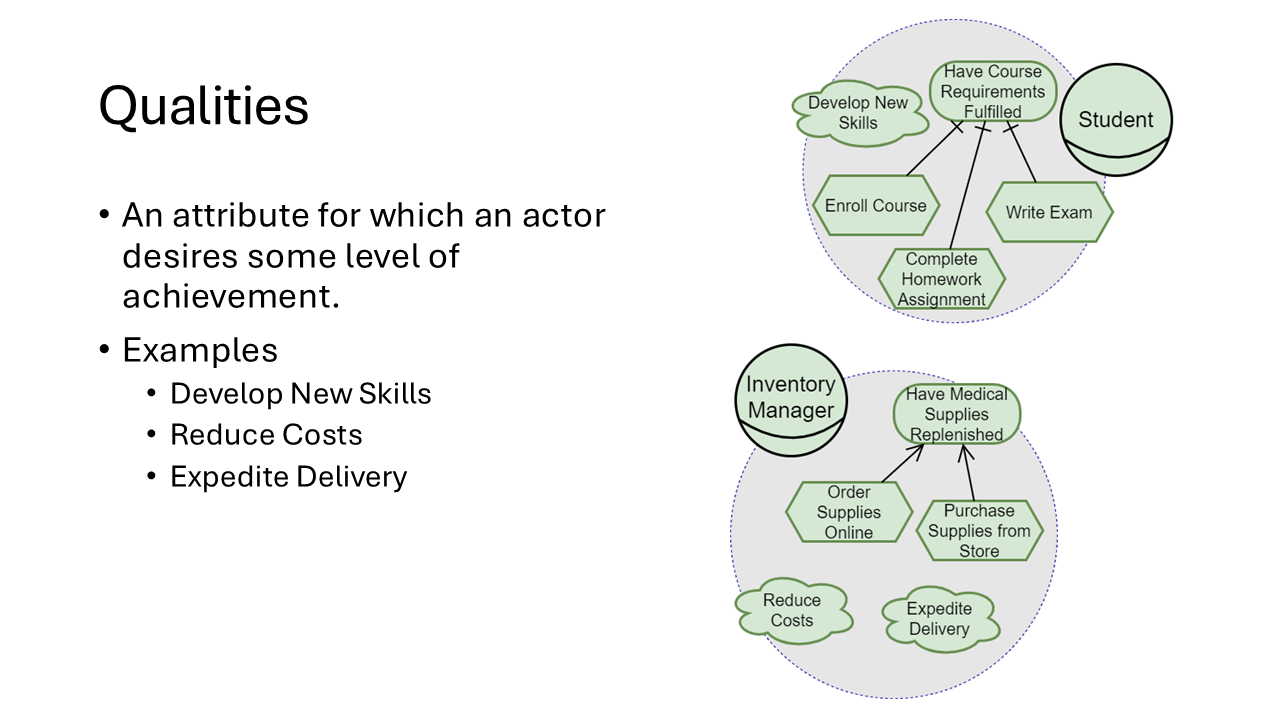 Qualities
• An attribute for which an actor
desires some level of
achievement.
• Examples
• Develop New Skills
• Reduce Costs
• Expedite Delivery
Develop New
Skills
Have Course
Requirements
Fulfilled
Student
Enroll Course
Write Exam
Complete
Homework
Assignment
Inventory
Manager
Have Medical
Supplies
Replenished
Order
Supplies
Online
Purchase
Supplies from
Store
Reduce
Costs
Expedite
Delivery